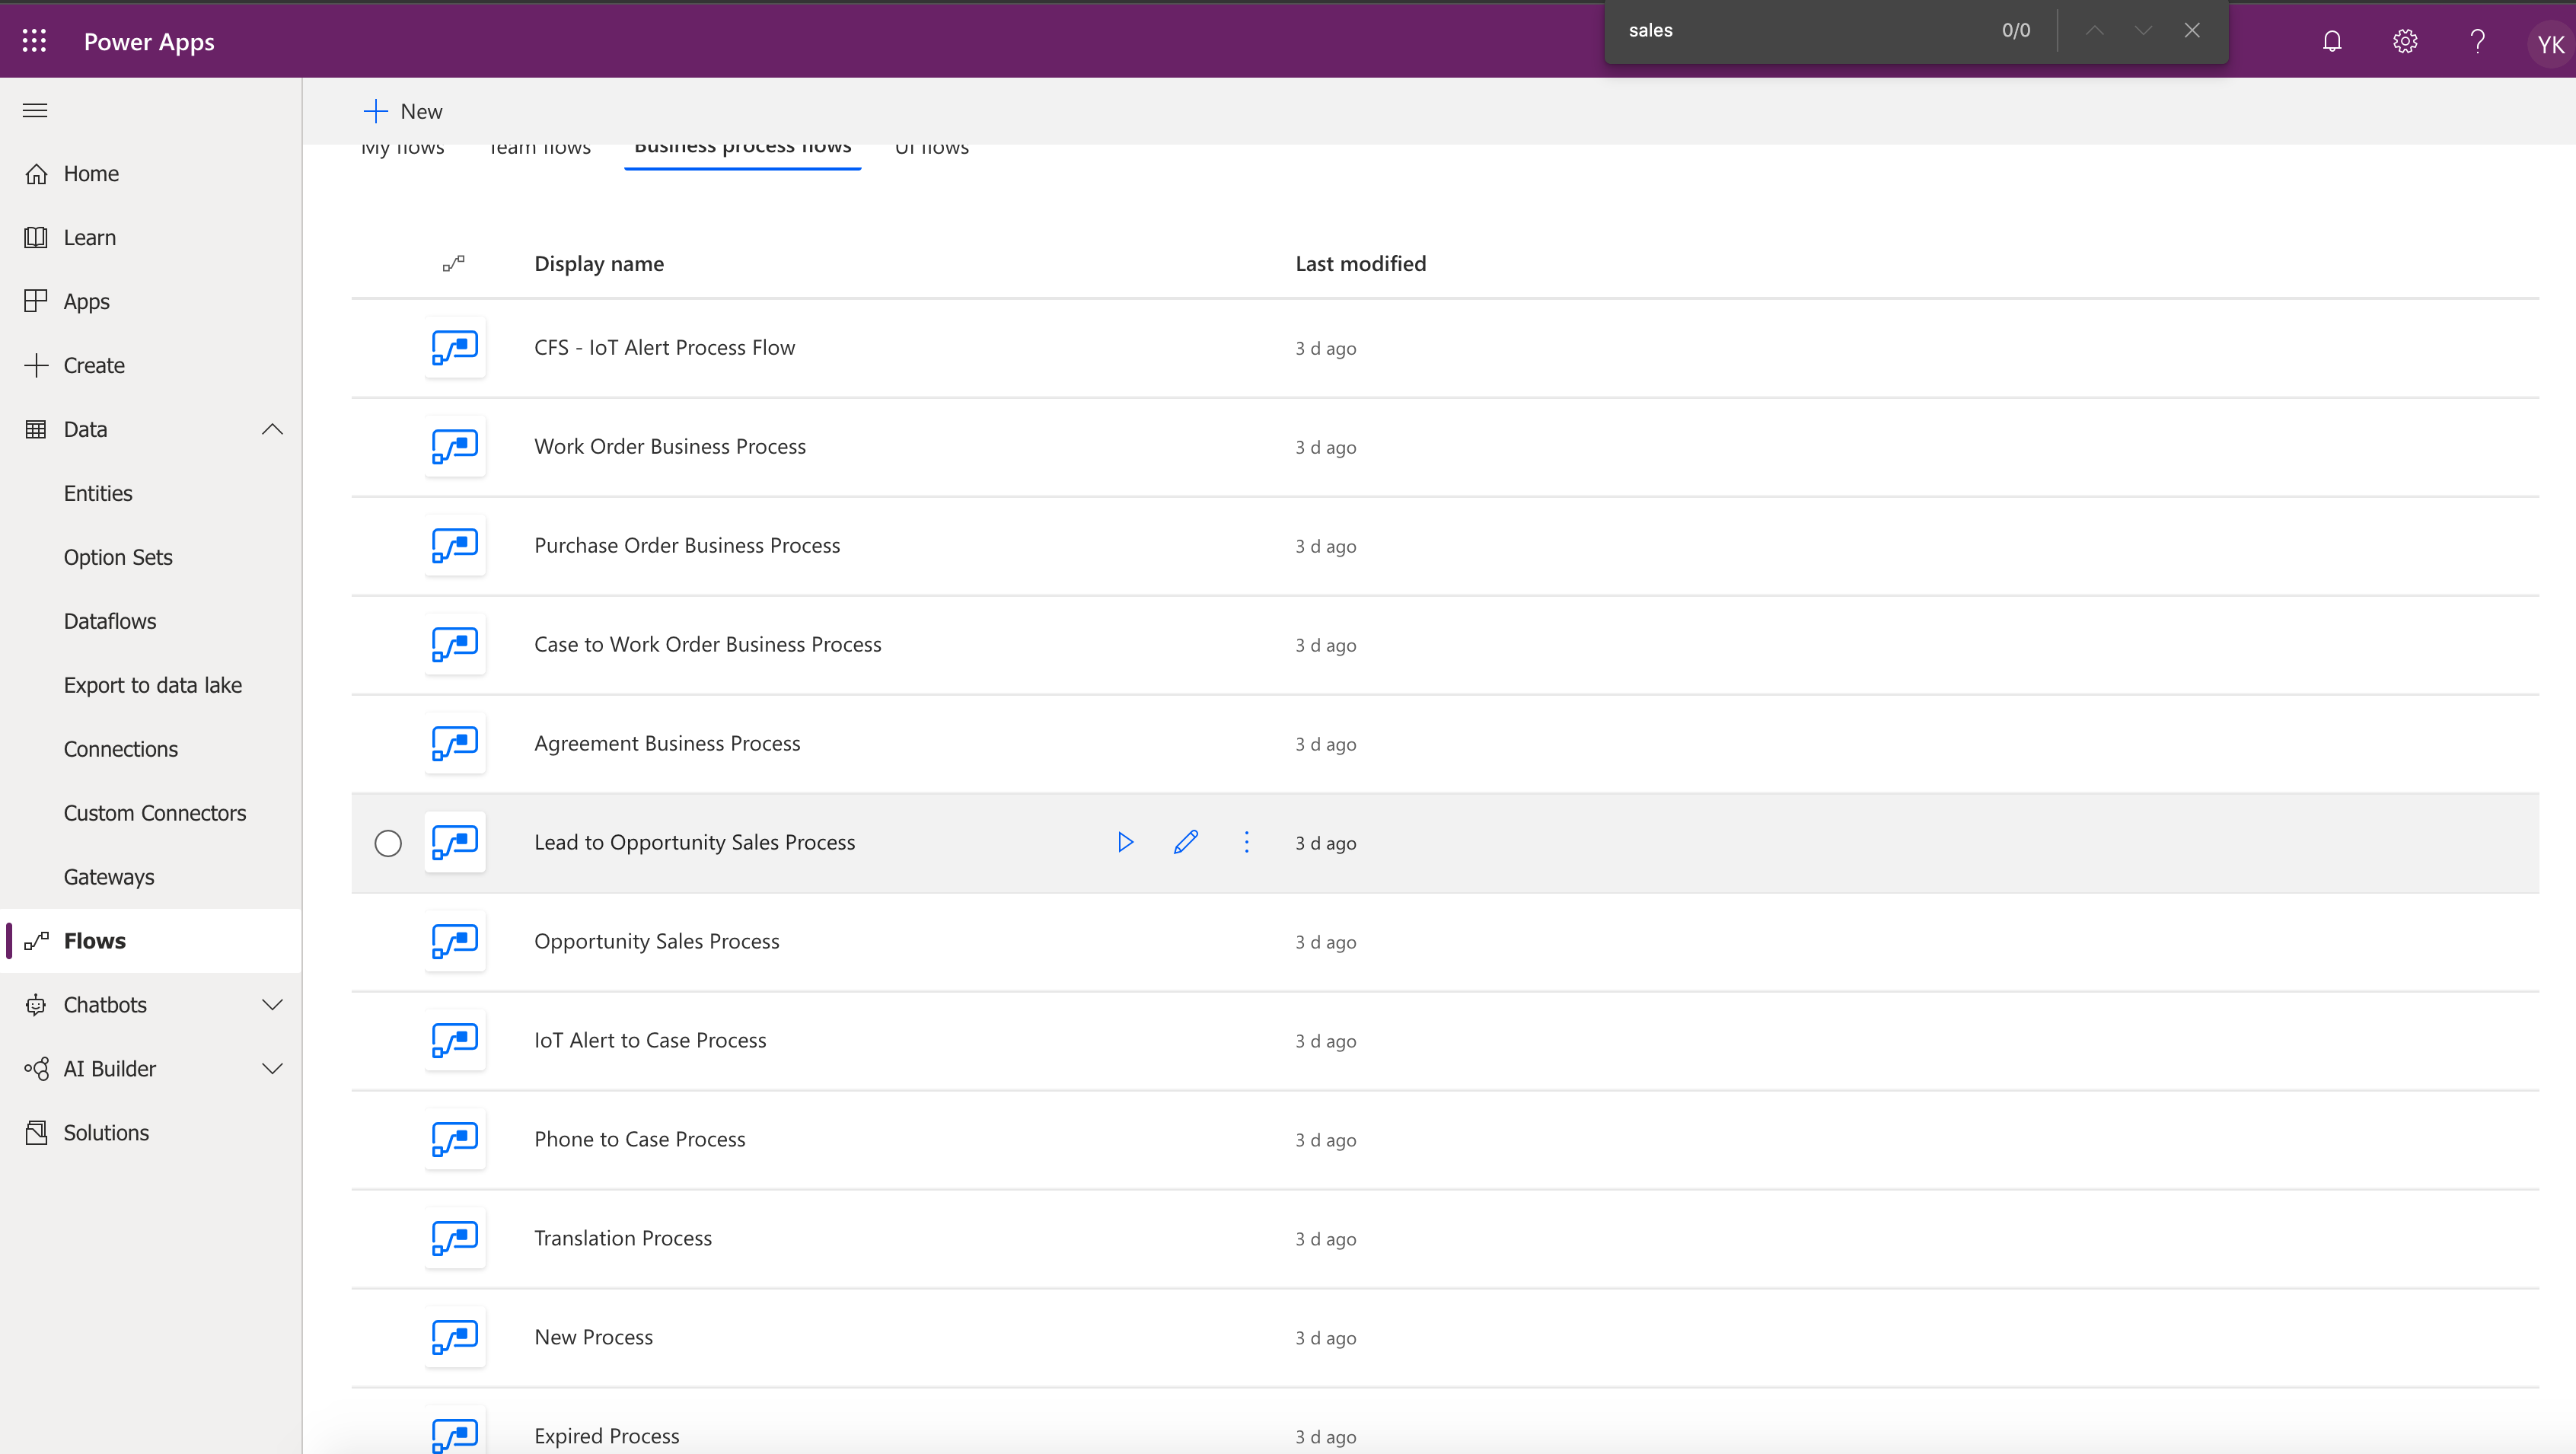 Power Apps
sales 0/0
YK
New
My flows Team flows Business process flows UI flows
Home
Learn
Apps
Create
Data
Entities
Option Sets
Dataflows
Export to data lake
Connections
Custom Connectors
Gateways
Flows
Chatbots
AI Builder
Solutions
Display name Last modified
CFS - IoT Alert Process Flow 3 d ago
Work Order Business Process 3 d ago
Purchase Order Business Process 3 d ago
Case to Work Order Business Process 3 d ago
Agreement Business Process 3 d ago
Lead to Opportunity Sales Process 3 d ago
Opportunity Sales Process 3 d ago
IoT Alert to Case Process 3 d ago
Phone to Case Process 3 d ago
Translation Process 3 d ago
New Process 3 d ago
Expired Process 3 d ago